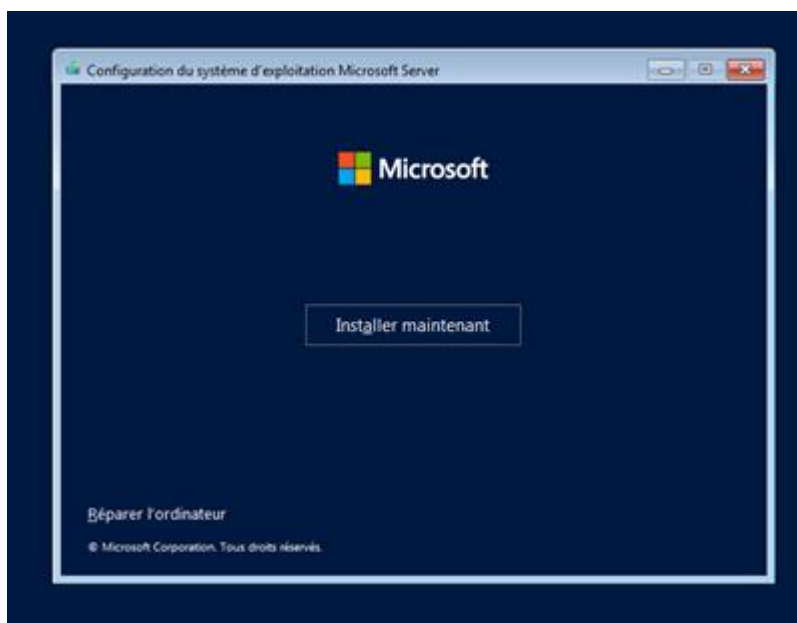 Configuration du système d'exploitation Microsoft Server
Microsoft
Installer maintenant
Réparer l'ordinateur
© Microsoft Corporation. Tous droits réservés.